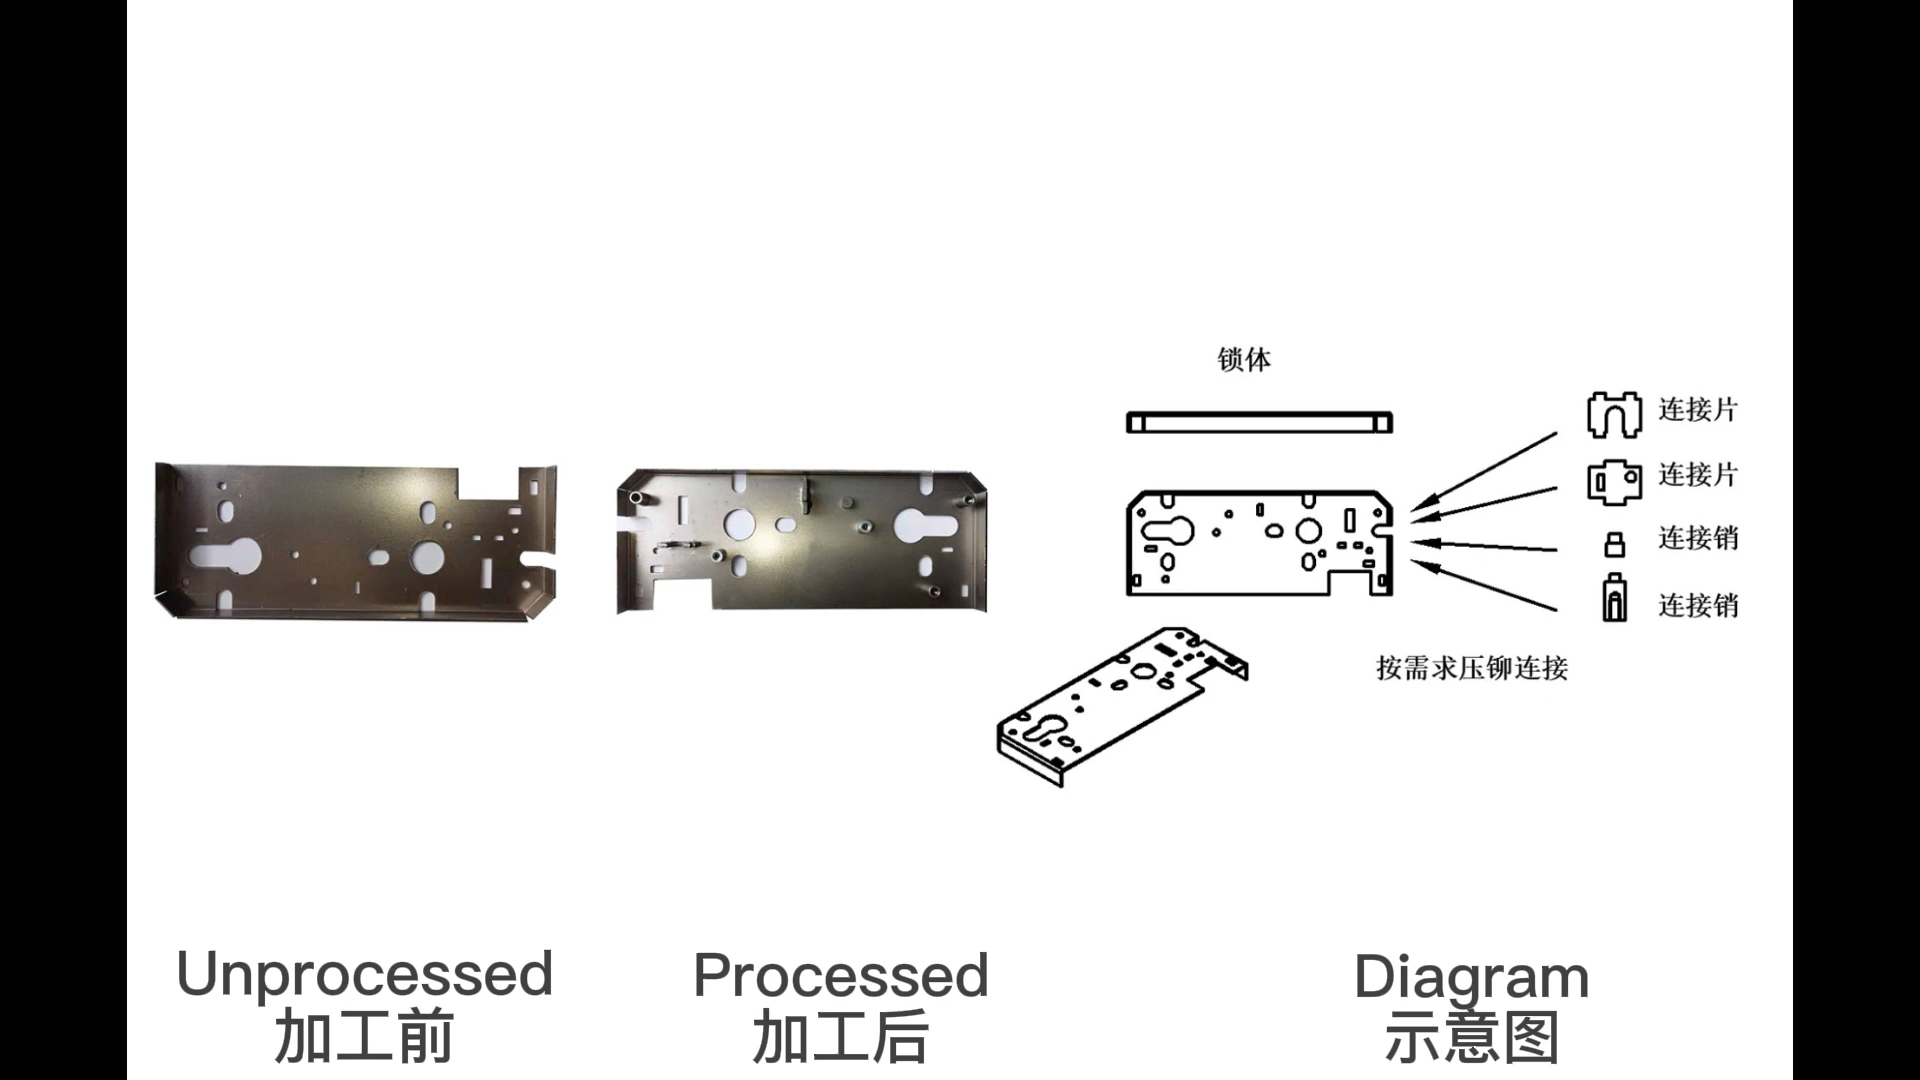 锁体
连接片
连接片
连接销
连接销
按需求压铆连接
Unprocessed
加工前
Processed
加工后
Diagram
示意图